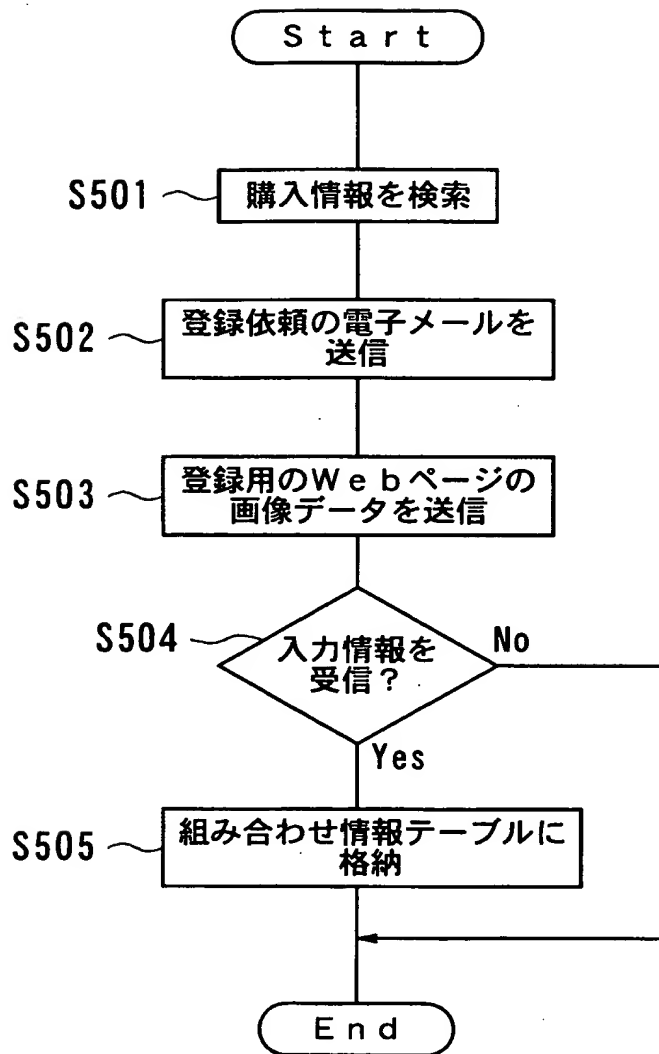 Start
S501
購入情報を検索
S502
登録依頼の電子メールを
送信
S503
登録用のWebページの
画像データを送信
S504
入力情報を
受信?
No
Yes
S505
組み合わせ情報テーブルに
格納
End